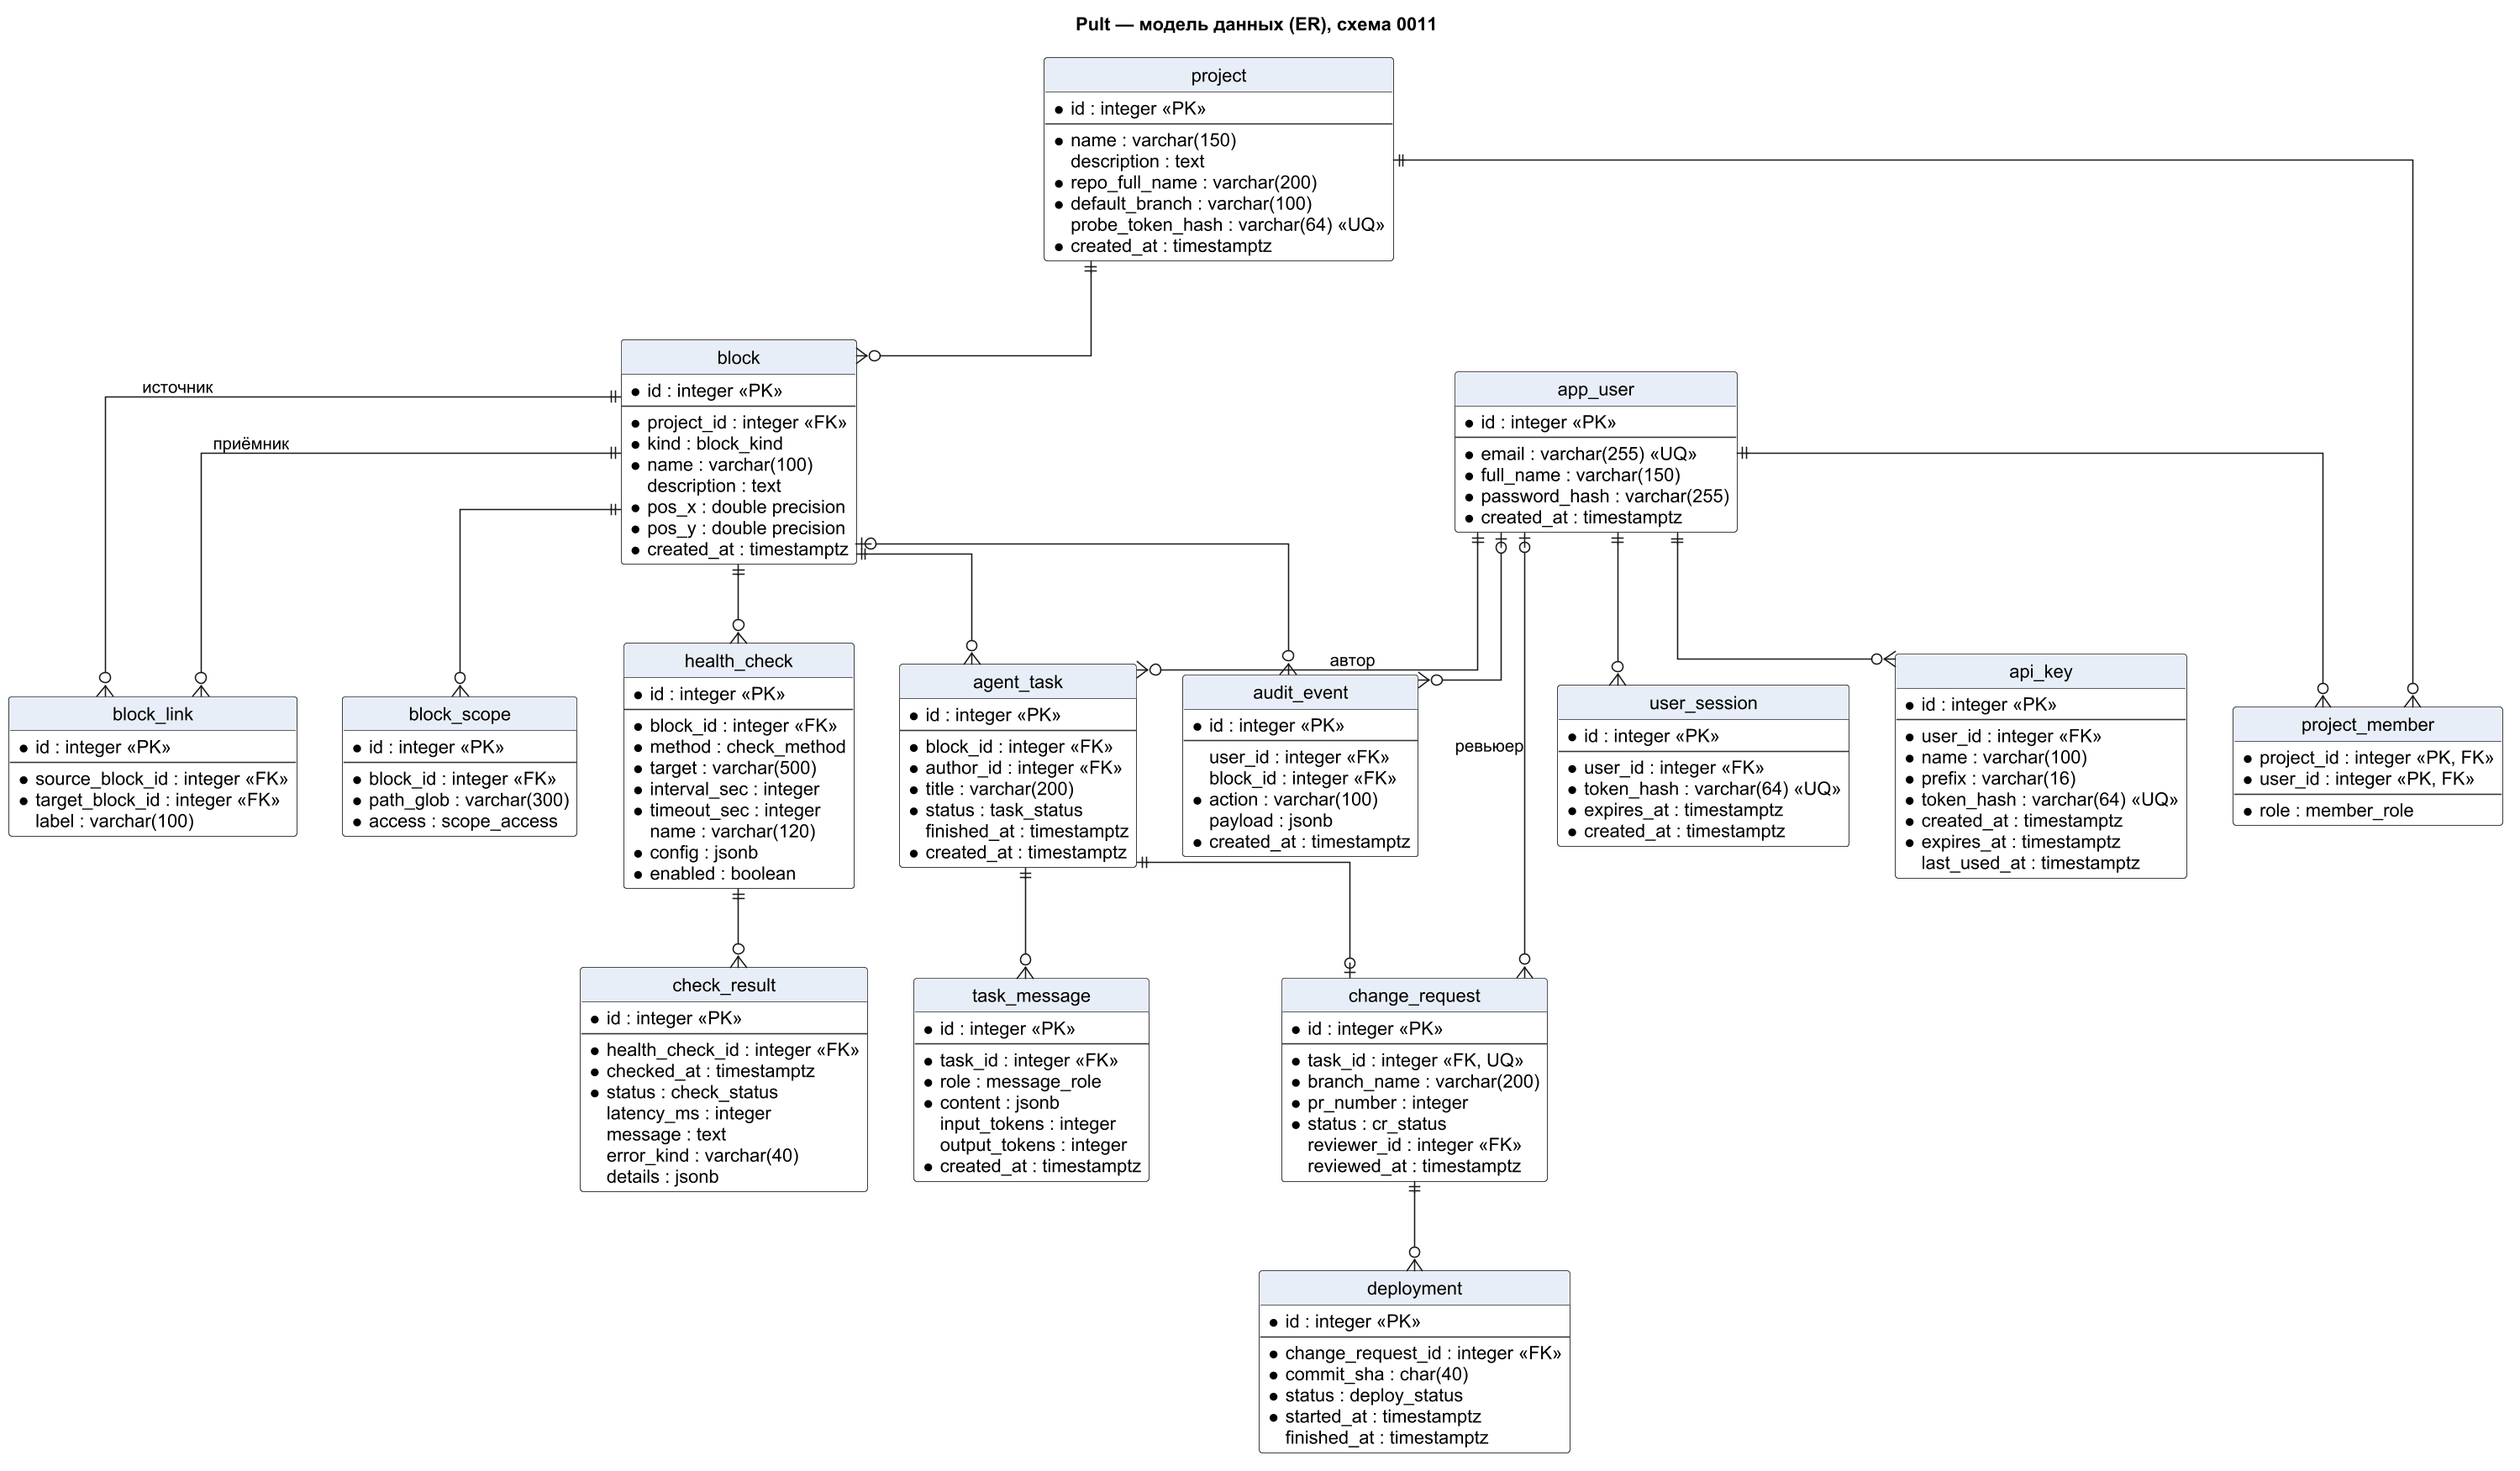 Pult — модель данных (ER), схема 0011
project
id : integer «PK»
name : varchar(150)
description : text
repo_full_name : varchar(200)
default_branch : varchar(100)
probe_token_hash : varchar(64) «UQ»
created_at : timestamptz
block
id : integer «PK»
project_id : integer «FK»
kind : block_kind
name : varchar(100)
description : text
pos_x : double precision
pos_y : double precision
created_at : timestamptz
app_user
id : integer «PK»
email : varchar(255) «UQ»
full_name : varchar(150)
password_hash : varchar(255)
created_at : timestamptz
источник
приёмник
автор
ревьюер
block_link
id : integer «PK»
source_block_id : integer «FK»
target_block_id : integer «FK»
label : varchar(100)
block_scope
id : integer «PK»
block_id : integer «FK»
path_glob : varchar(300)
access : scope_access
health_check
id : integer «PK»
block_id : integer «FK»
method : check_method
target : varchar(500)
interval_sec : integer
timeout_sec : integer
name : varchar(120)
config : jsonb
enabled : boolean
agent_task
id : integer «PK»
block_id : integer «FK»
author_id : integer «FK»
title : varchar(200)
status : task_status
finished_at : timestamptz
created_at : timestamptz
audit_event
id : integer «PK»
user_id : integer «FK»
block_id : integer «FK»
action : varchar(100)
payload : jsonb
created_at : timestamptz
user_session
id : integer «PK»
user_id : integer «FK»
token_hash : varchar(64) «UQ»
expires_at : timestamptz
created_at : timestamptz
api_key
id : integer «PK»
user_id : integer «FK»
name : varchar(100)
prefix : varchar(16)
token_hash : varchar(64) «UQ»
created_at : timestamptz
expires_at : timestamptz
last_used_at : timestamptz
project_member
project_id : integer «PK, FK»
user_id : integer «PK, FK»
role : member_role
check_result
id : integer «PK»
health_check_id : integer «FK»
checked_at : timestamptz
status : check_status
latency_ms : integer
message : text
error_kind : varchar(40)
details : jsonb
task_message
id : integer «PK»
task_id : integer «FK»
role : message_role
content : jsonb
input_tokens : integer
output_tokens : integer
created_at : timestamptz
change_request
id : integer «PK»
task_id : integer «FK, UQ»
branch_name : varchar(200)
pr_number : integer
status : cr_status
reviewer_id : integer «FK»
reviewed_at : timestamptz
deployment
id : integer «PK»
change_request_id : integer «FK»
commit_sha : char(40)
status : deploy_status
started_at : timestamptz
finished_at : timestamptz